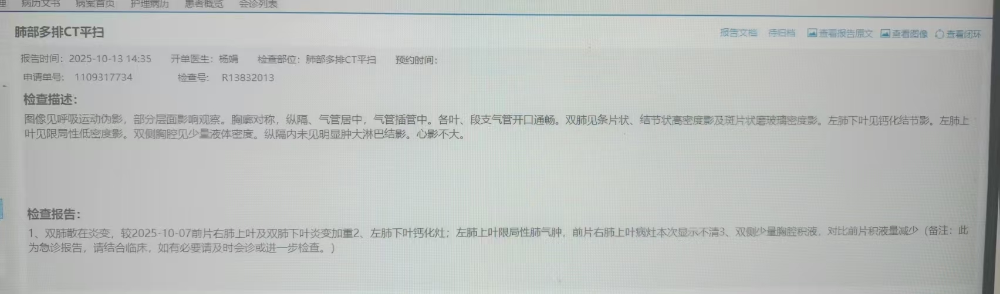 理 病历文书 病案首页 护理病历 患者概览 会诊列表
肺部多排CT平扫
报告文档 待归档 查看报告原文 查看图像 查看闭环
报告时间：2025-10-13 14:35 开单医生：杨娟 检查部位：肺部多排CT平扫 预约时间：
申请单号： 1109317734 检查号： R13832013
检查描述：
图像见呼吸运动伪影，部分层面影响观察。胸廓对称，纵隔、气管居中，气管插管中。各叶、段支气管开口通畅。双肺见条片状、结节状高密度影及斑片状磨玻璃密度影。左肺下叶见钙化结节影。左肺上
叶见限局性低密度影。双侧胸腔见少量液体密度。纵隔内未见明显肿大淋巴结影。心影不大。
检查报告：
1、双肺散在炎变，较2025-10-07前片右肺上叶及双肺下叶炎变加重2、左肺下叶钙化灶；左肺上叶限局性肺气肿，前片右肺上叶病灶本次显示不清3、双侧少量胸腔积液，对比前片积液量减少（备注：此
为急诊报告，请结合临床，如有必要请及时会诊或进一步检查。）